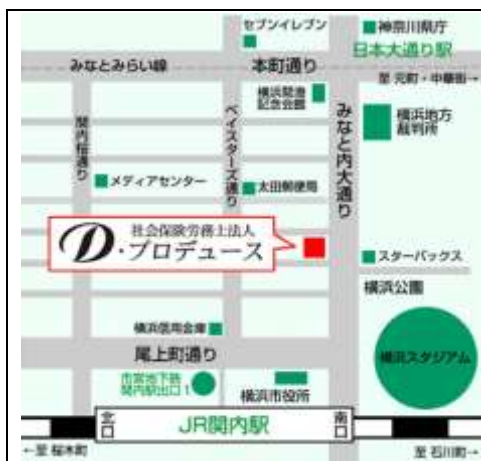 セブンイレブン
神奈川県庁
日本大通り駅
みなとみらい線
本町通り
至 元町・中華街→
横浜開港
記念会館
横浜地方
裁判所
関内桜通り
ベイスターズ通り
みなと内大通り
メディアセンター
太田郵便局
社会保険労務士法人
D・プロデュース
スターバックス
横浜公園
横浜信用金庫
尾上町通り
横浜スタジアム
市営地下鉄
関内駅出口1
横浜市役所
北口
JR関内駅
南口
←至 桜木町
至 石川町→